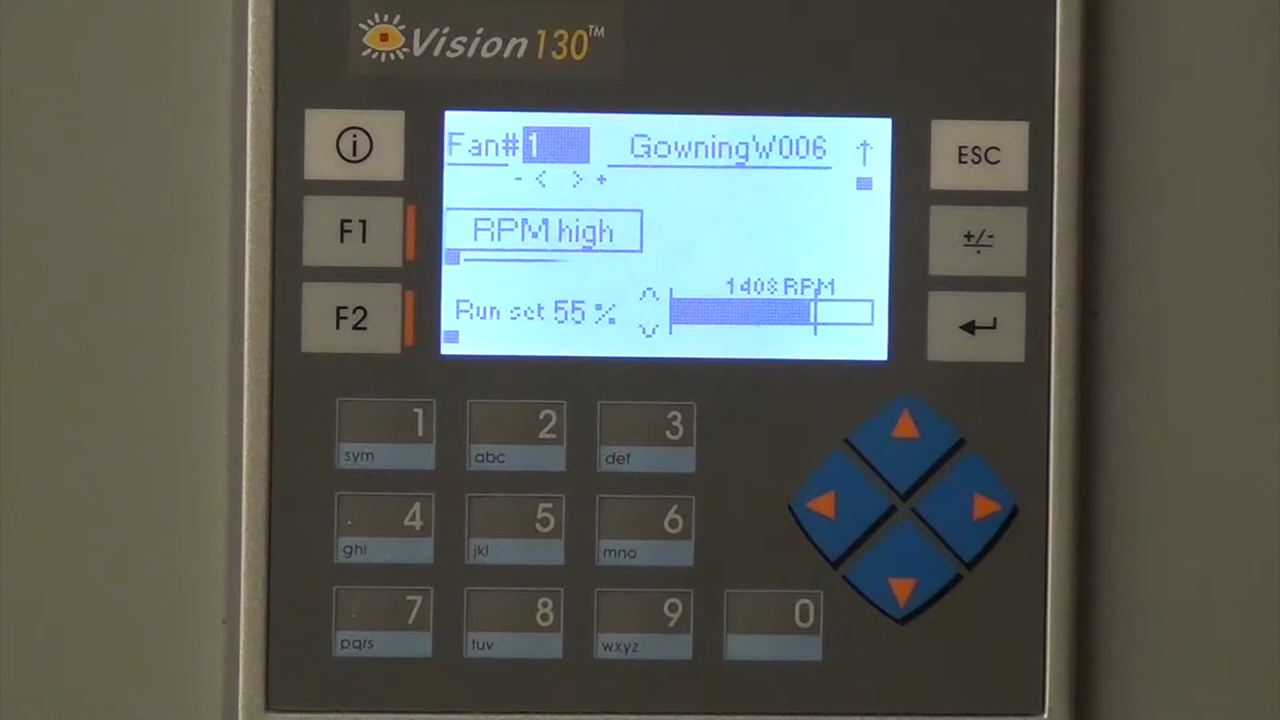 Vision130™
Fan#1 GowningW006 ↑
- < > +
RPM high
1408 RPM
Run set 55 %
i
F1
F2
ESC
+/-
.
1
sym
2
abc
3
def
4
ghi
5
jkl
6
mno
7
pqrs
8
tuv
9
wxyz
0